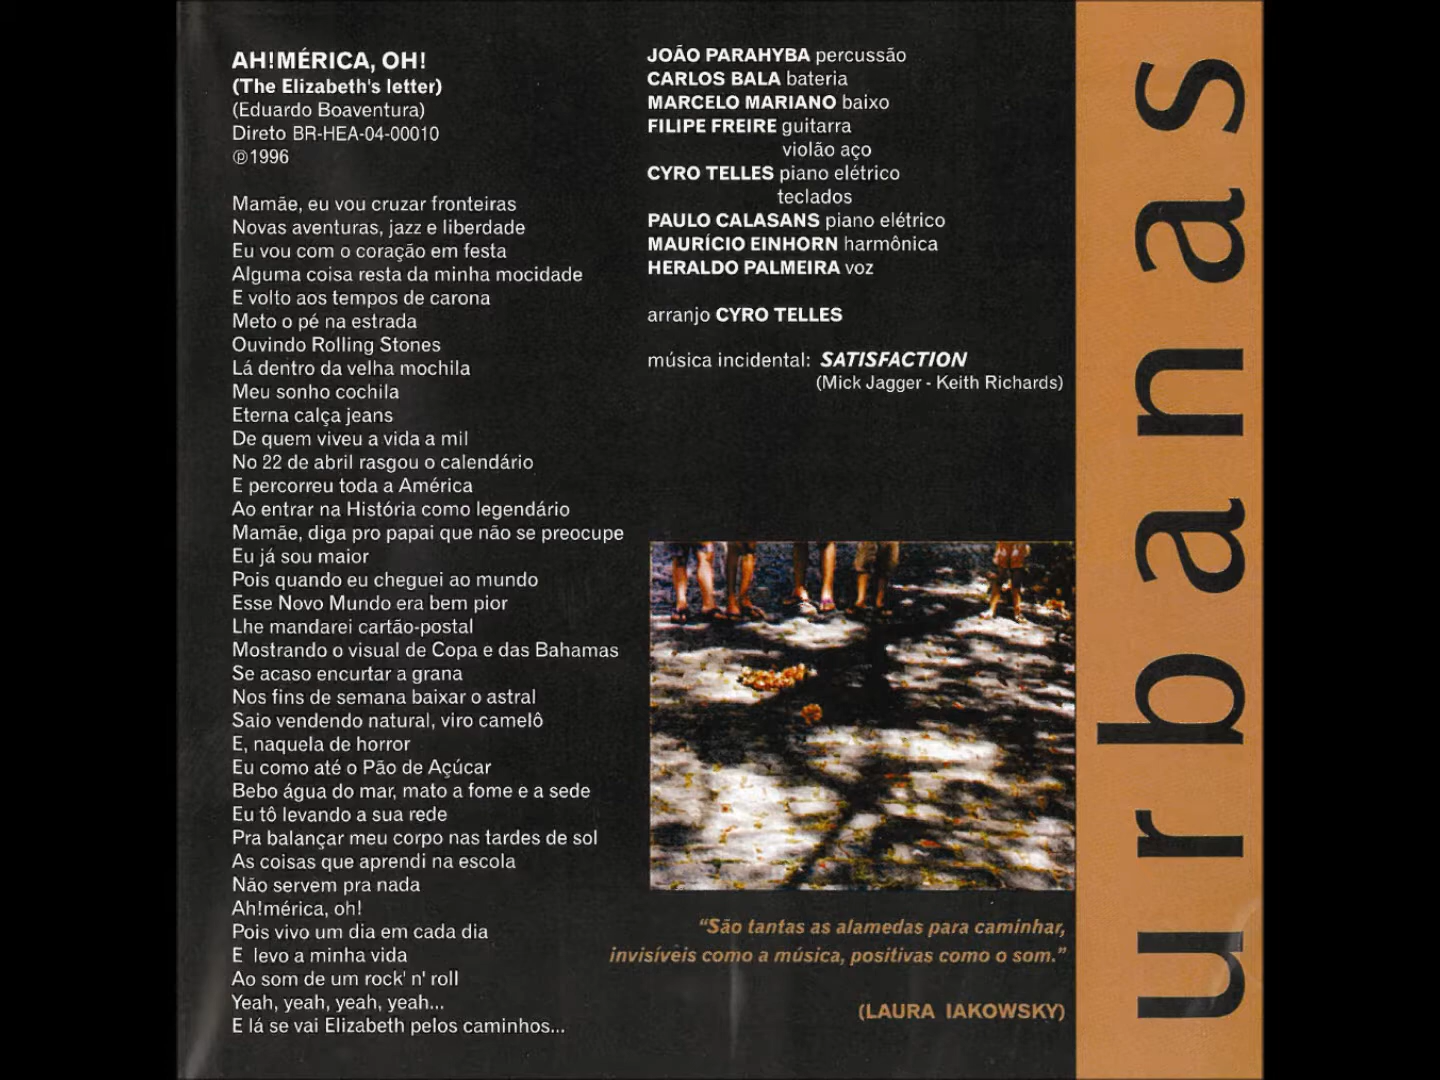 AH!MÉRICA, OH!
(The Elizabeth's letter)
(Eduardo Boaventura)
Direto BR-HEA-04-00010
℗1996
Mamãe, eu vou cruzar fronteiras
Novas aventuras, jazz e liberdade
Eu vou com o coração em festa
Alguma coisa resta da minha mocidade
E volto aos tempos de carona
Meto o pé na estrada
Ouvindo Rolling Stones
Lá dentro da velha mochila
Meu sonho cochila
Eterna calça jeans
De quem viveu a vida a mil
No 22 de abril rasgou o calendário
E percorreu toda a América
Ao entrar na História como legendário
Mamãe, diga pro papai que não se preocupe
Eu já sou maior
Pois quando eu cheguei ao mundo
Esse Novo Mundo era bem pior
Lhe mandarei cartão-postal
Mostrando o visual de Copa e das Bahamas
Se acaso encurtar a grana
Nos fins de semana baixar o astral
Saio vendendo natural, viro camelô
E, naquela de horror
Eu como até o Pão de Açúcar
Bebo água do mar, mato a fome e a sede
Eu tô levando a sua rede
Pra balançar meu corpo nas tardes de sol
As coisas que aprendi na escola
Não servem pra nada
Ah!mérica, oh!
Pois vivo um dia em cada dia
E levo a minha vida
Ao som de um rock' n' roll
Yeah, yeah, yeah, yeah...
E lá se vai Elizabeth pelos caminhos...
JOÃO PARAHYBA percussão
CARLOS BALA bateria
MARCELO MARIANO baixo
FILIPE FREIRE guitarra
violão aço
CYRO TELLES piano elétrico
teclados
PAULO CALASANS piano elétrico
MAURÍCIO EINHORN harmônica
HERALDO PALMEIRA voz
arranjo CYRO TELLES
música incidental: SATISFACTION
(Mick Jagger - Keith Richards)
“São tantas as alamedas para caminhar,
invisíveis como a música, positivas como o som.”
(LAURA IAKOWSKY)
urbanas